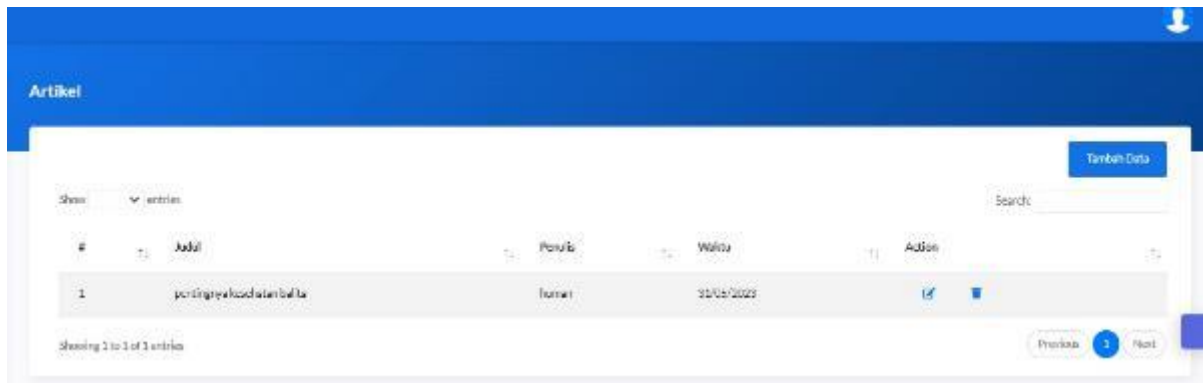 Artikel
Tambah Data
Show entries
Search:
# Judul Penulis Waktu Action
1 pentingnya kesehatan balita human 31/05/2023
Showing 1 to 1 of 1 entries
Previous 1 Next